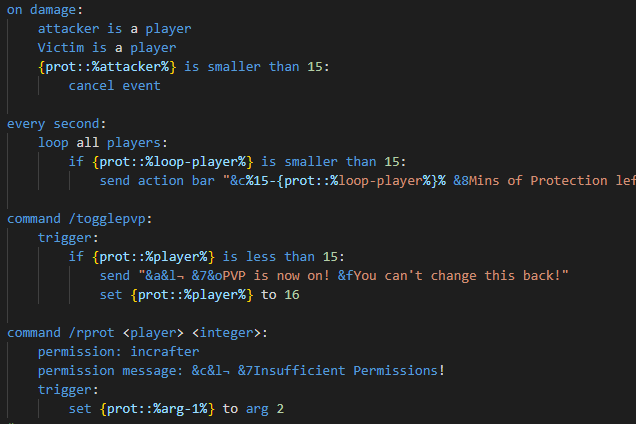 on damage:
attacker is a player
Victim is a player
{prot::%attacker%} is smaller than 15:
cancel event
every second:
loop all players:
if {prot::%loop-player%} is smaller than 15:
send action bar "&c%15-{prot::%loop-player%}% &8Mins of Protection lef
command /togglepvp:
trigger:
if {prot::%player%} is less than 15:
send "&a&l¬ &7&oPVP is now on! &fYou can't change this back!"
set {prot::%player%} to 16
command /rprot <player> <integer>:
permission: incrafter
permission message: &c&l¬ &7Insufficient Permissions!
trigger:
set {prot::%arg-1%} to arg 2